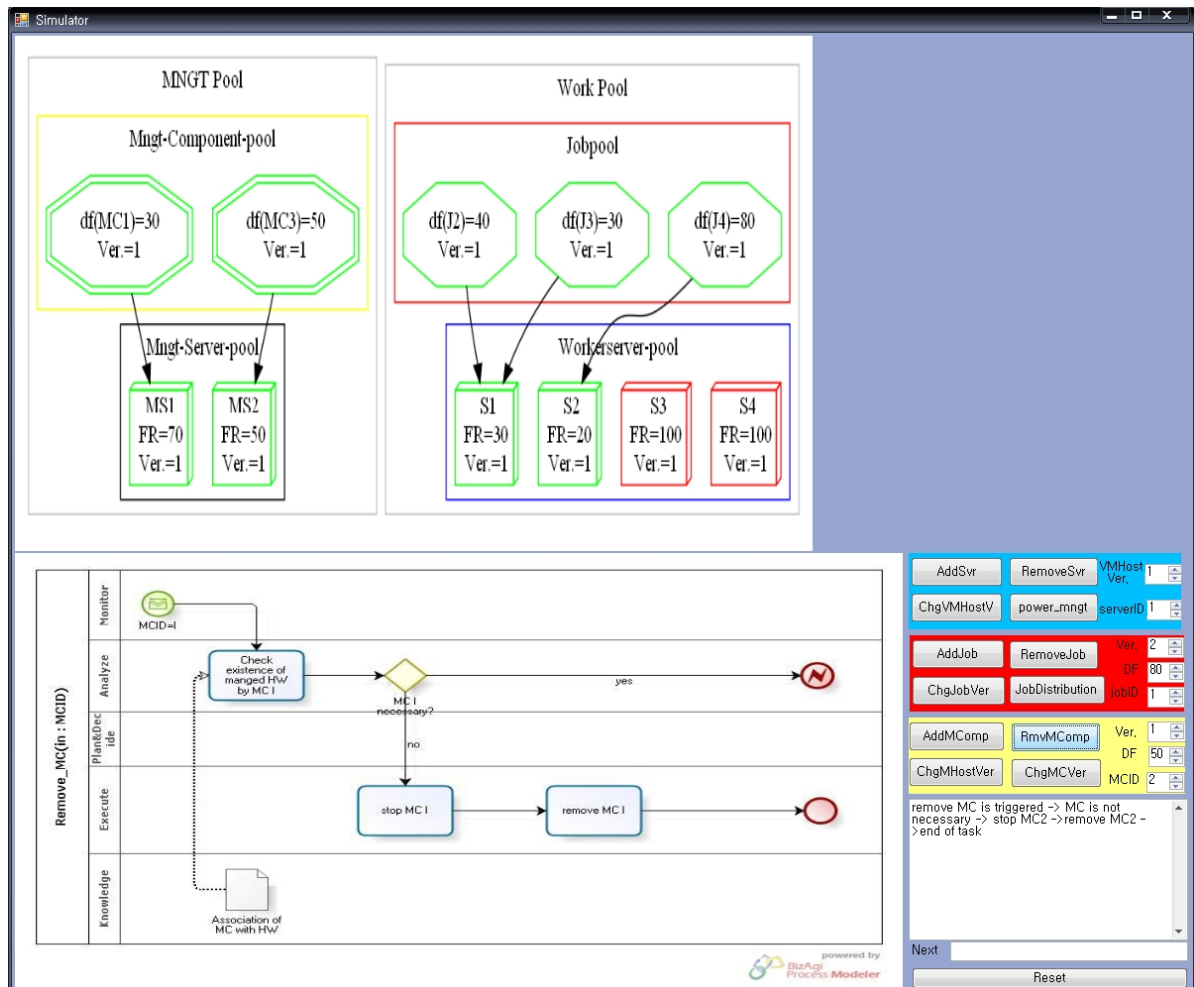 Simulator
MNGT Pool
Mngt-Component-pool
df(MC1)=30
Ver.=1
df(MC3)=50
Ver.=1
Mngt-Server-pool
MS1
FR=70
Ver.=1
MS2
FR=50
Ver.=1
Work Pool
Jobpool
df(J2)=40
Ver.=1
df(J3)=30
Ver.=1
df(J4)=80
Ver.=1
Workerserver-pool
S1
FR=30
Ver.=1
S2
FR=20
Ver.=1
S3
FR=100
Ver.=1
S4
FR=100
Ver.=1
Remove_MC(in : MCID)
Monitor
MCID=I
Analyze
Check
existence of
manged HW
by MC I
MC I
necessary?
yes
Plan&Dec
ide
no
Execute
stop MC I
remove MC I
Knowledge
Association of
MC with HW
powered by
BizAgi
Process Modeler
AddSvr
RemoveSvr
VMHost
Ver.
1
ChgVMHostV
power_mngt
serverID
1
AddJob
RemoveJob
Ver.
2
DF
80
ChgJobVer
JobDistribution
jobID
1
AddMComp
RmvMComp
Ver.
1
DF
50
ChgMHostVer
ChgMCVer
MCID
2
remove MC is triggered -> MC is not
necessary -> stop MC2 ->remove MC2 -
>end of task
Next
Reset